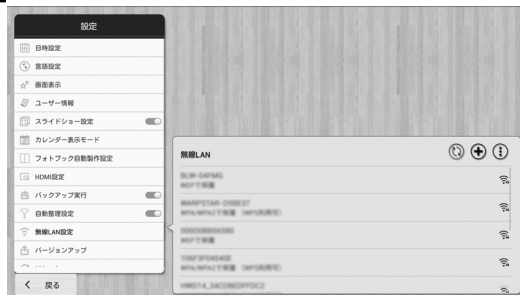 設定
日時設定
言語設定
画面表示
ユーザー情報
スライドショー設定
カレンダー表示モード
フォトブック自動製作設定
HDMI設定
バックアップ実行
自動整理設定
無線LAN設定
バージョンアップ
戻る
無線LAN
WEPで保護
WPA/WPA2で保護 (WPS利用可)
WEPで保護
WPA/WPA2で保護 (WPS利用可)